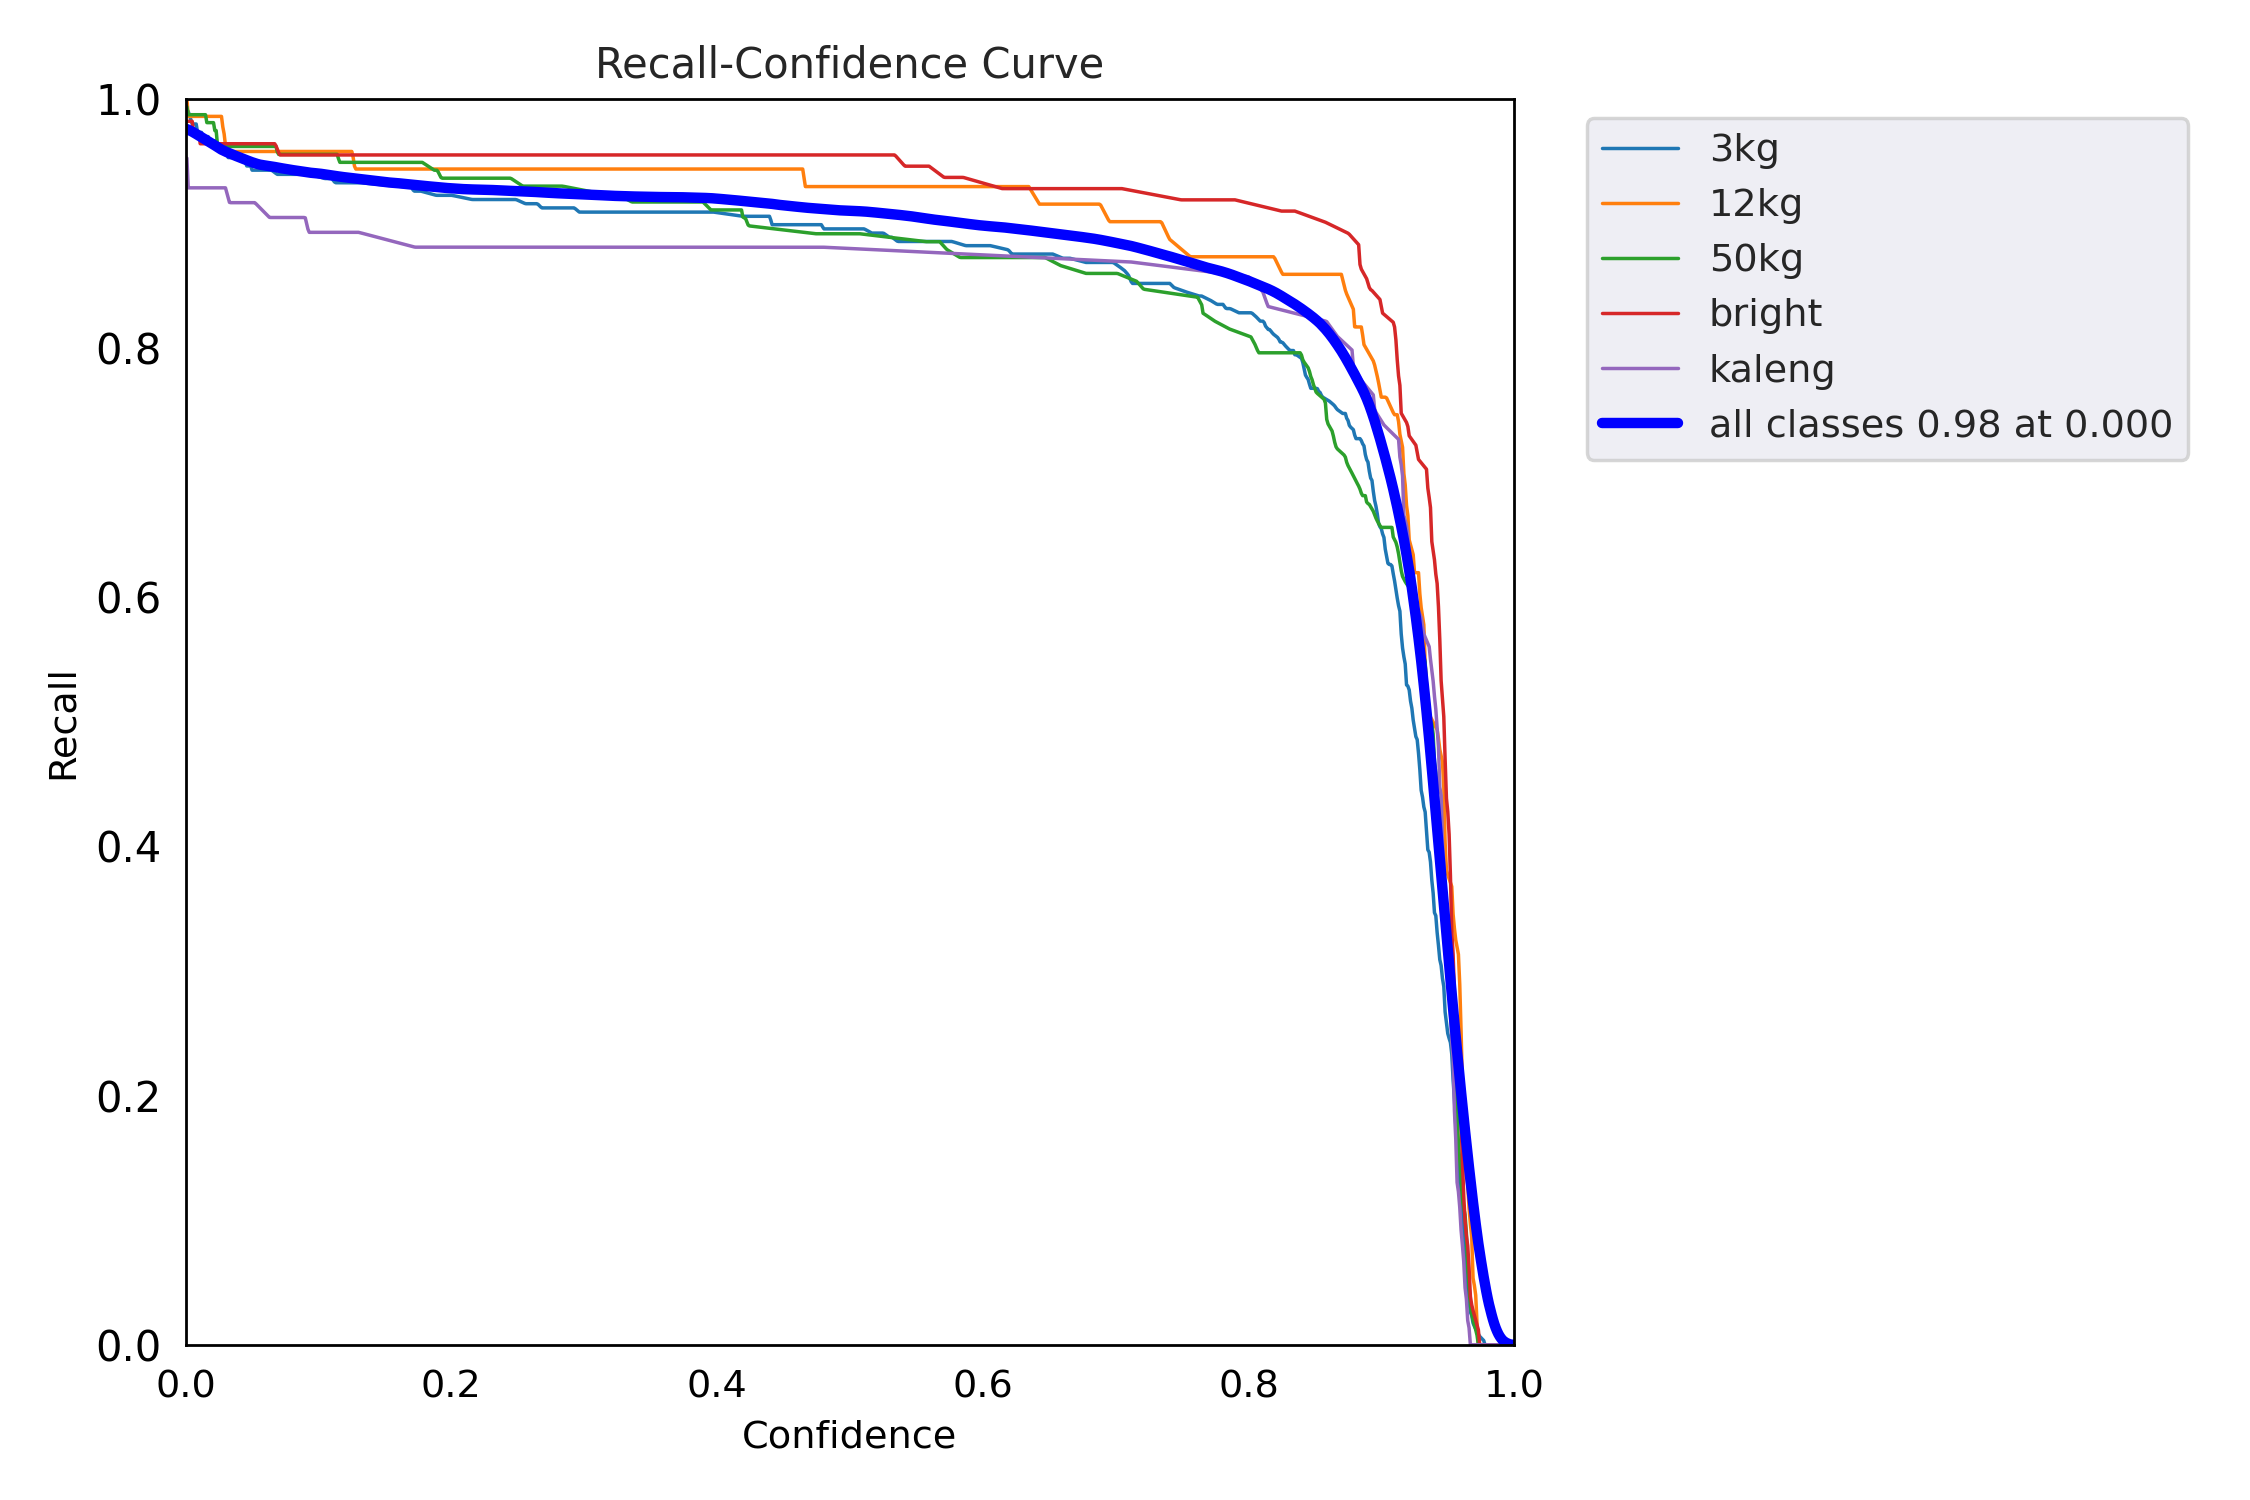 Recall-Confidence Curve
1.0
0.8
0.6
0.4
0.2
0.0
Recall
0.0 0.2 0.4 0.6 0.8 1.0
Confidence
3kg
12kg
50kg
bright
kaleng
all classes 0.98 at 0.000